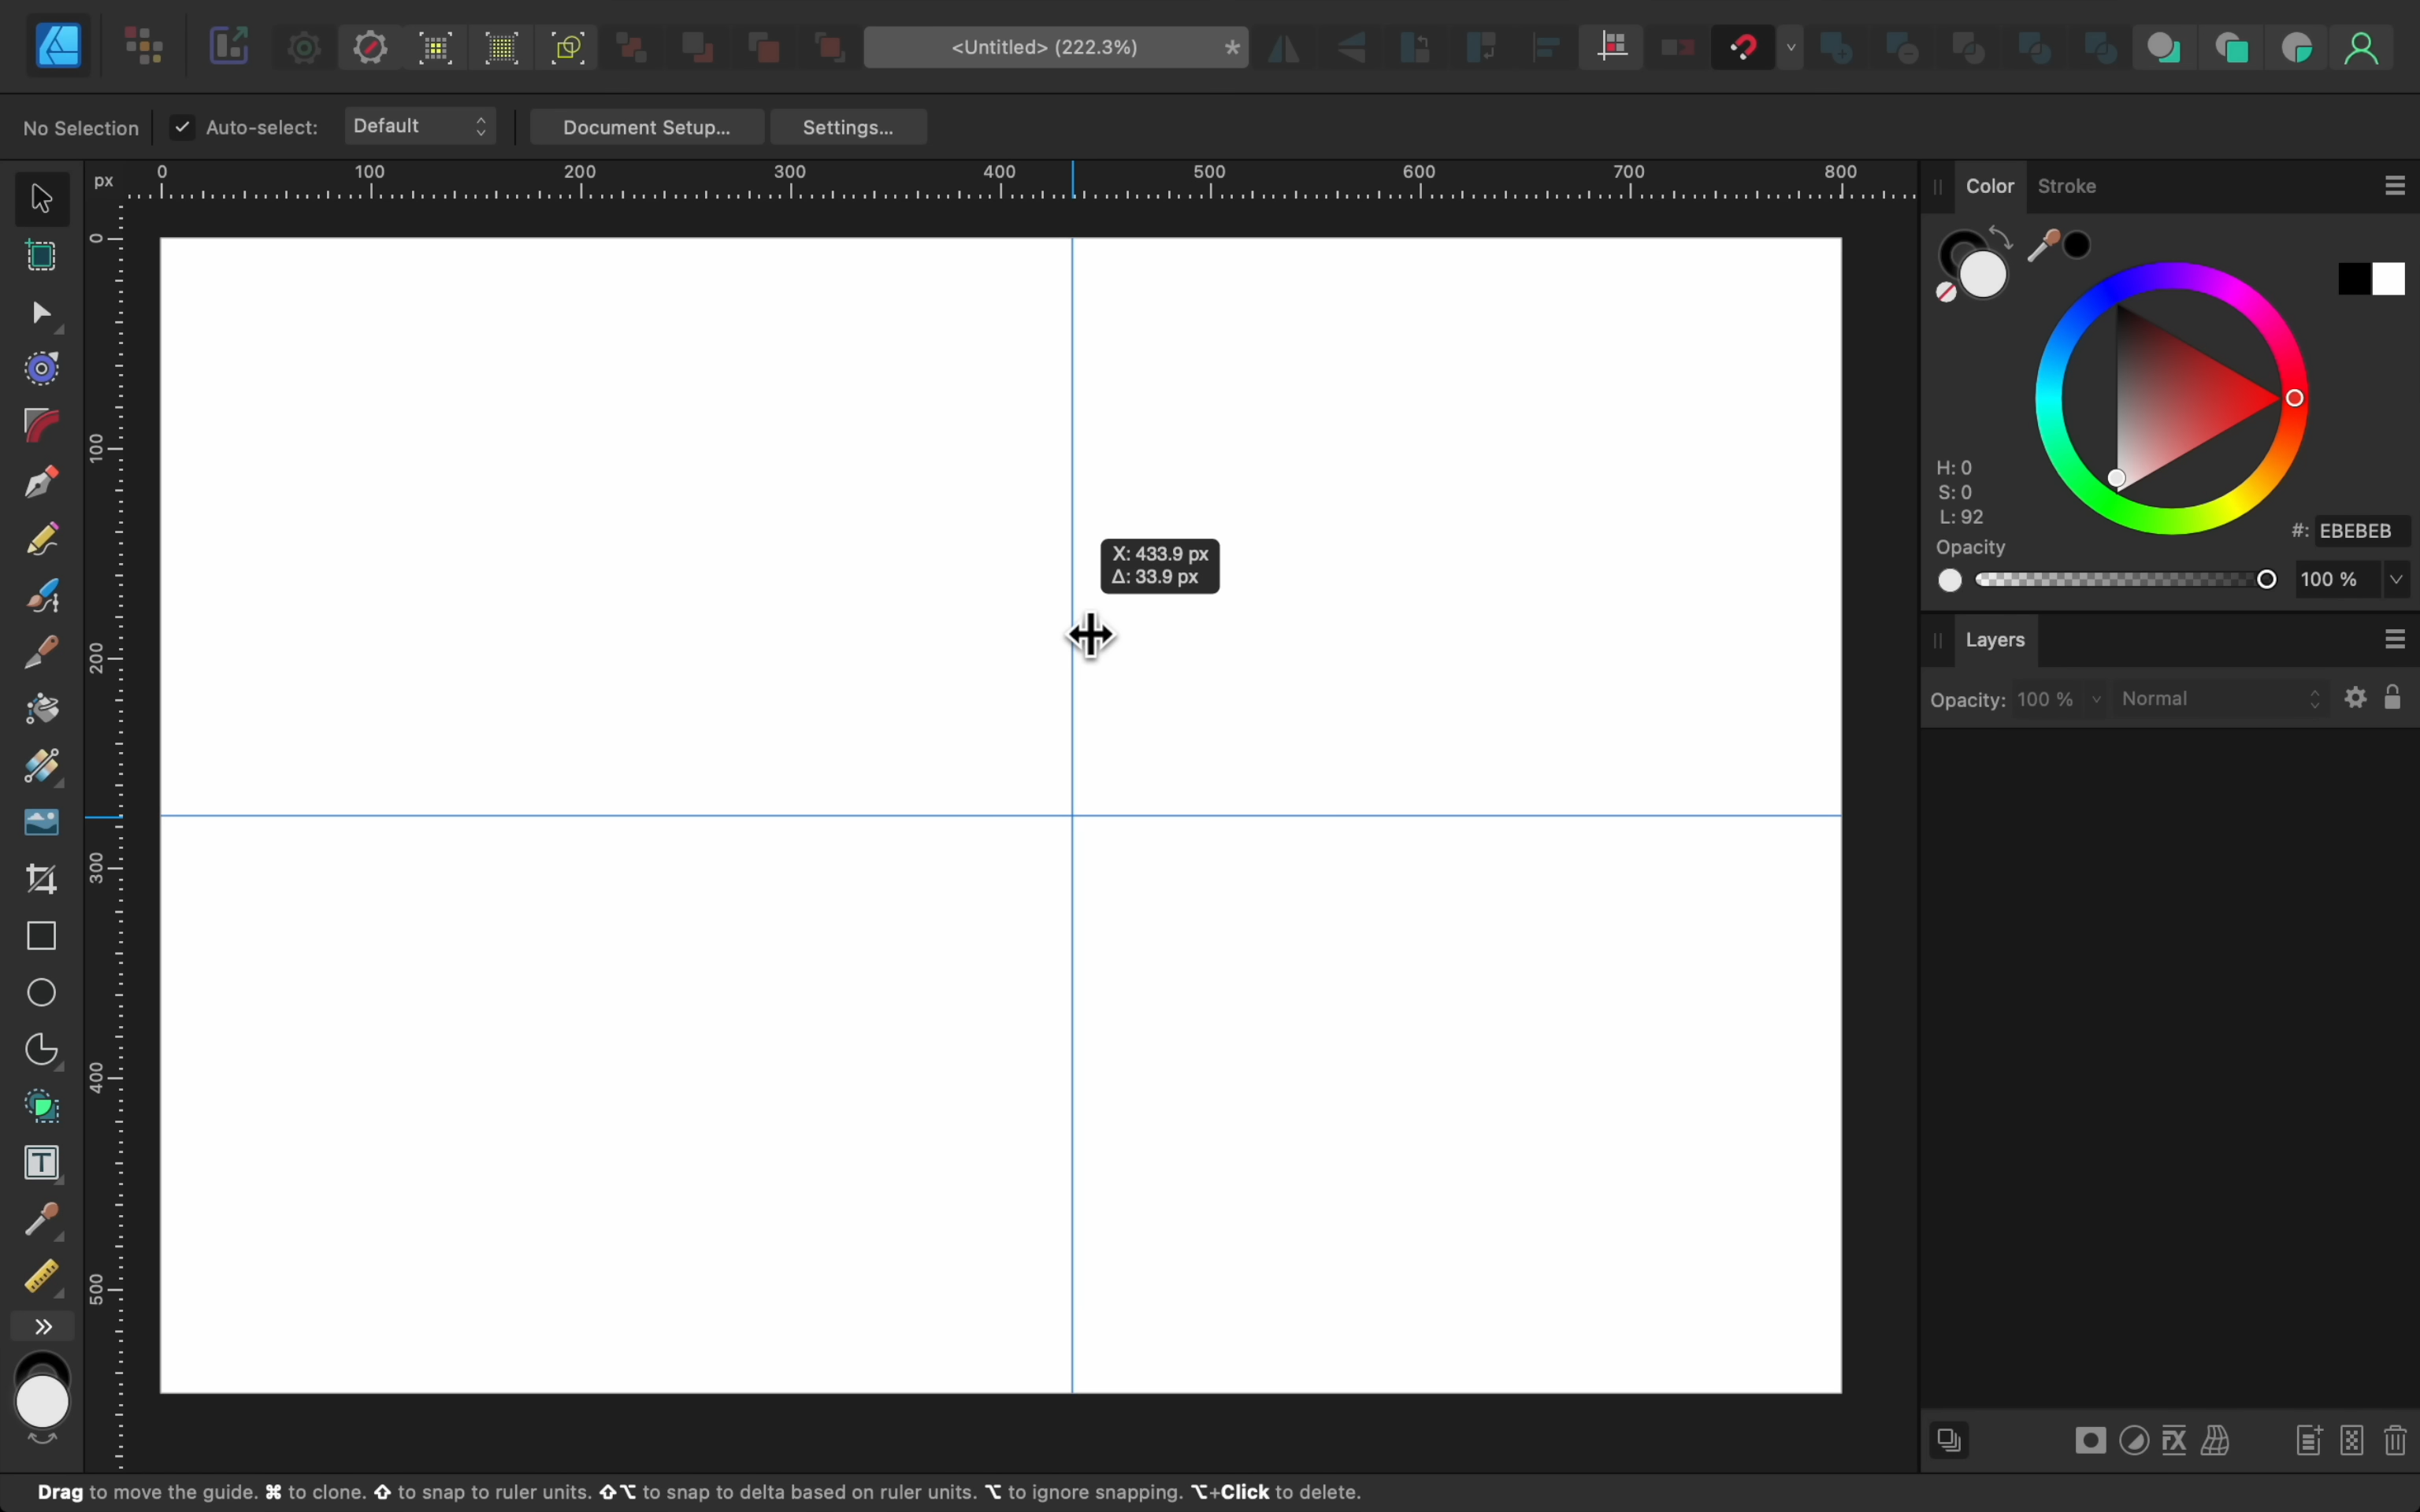 <Untitled> (222.3%) *
No Selection Auto-select: Default Document Setup... Settings...
px 0 100 200 300 400 500 600 700 800
0
100
200
300
400
500
X: 433.9 px
Δ: 33.9 px
Color Stroke
H: 0
S: 0
L: 92
#: EBEBEB
Opacity
100 %
Layers
Opacity: 100 % Normal
T
FX
Drag to move the guide. ⌘ to clone. ⇧ to snap to ruler units. ⇧⌥ to snap to delta based on ruler units. ⌥ to ignore snapping. ⌥+Click to delete.